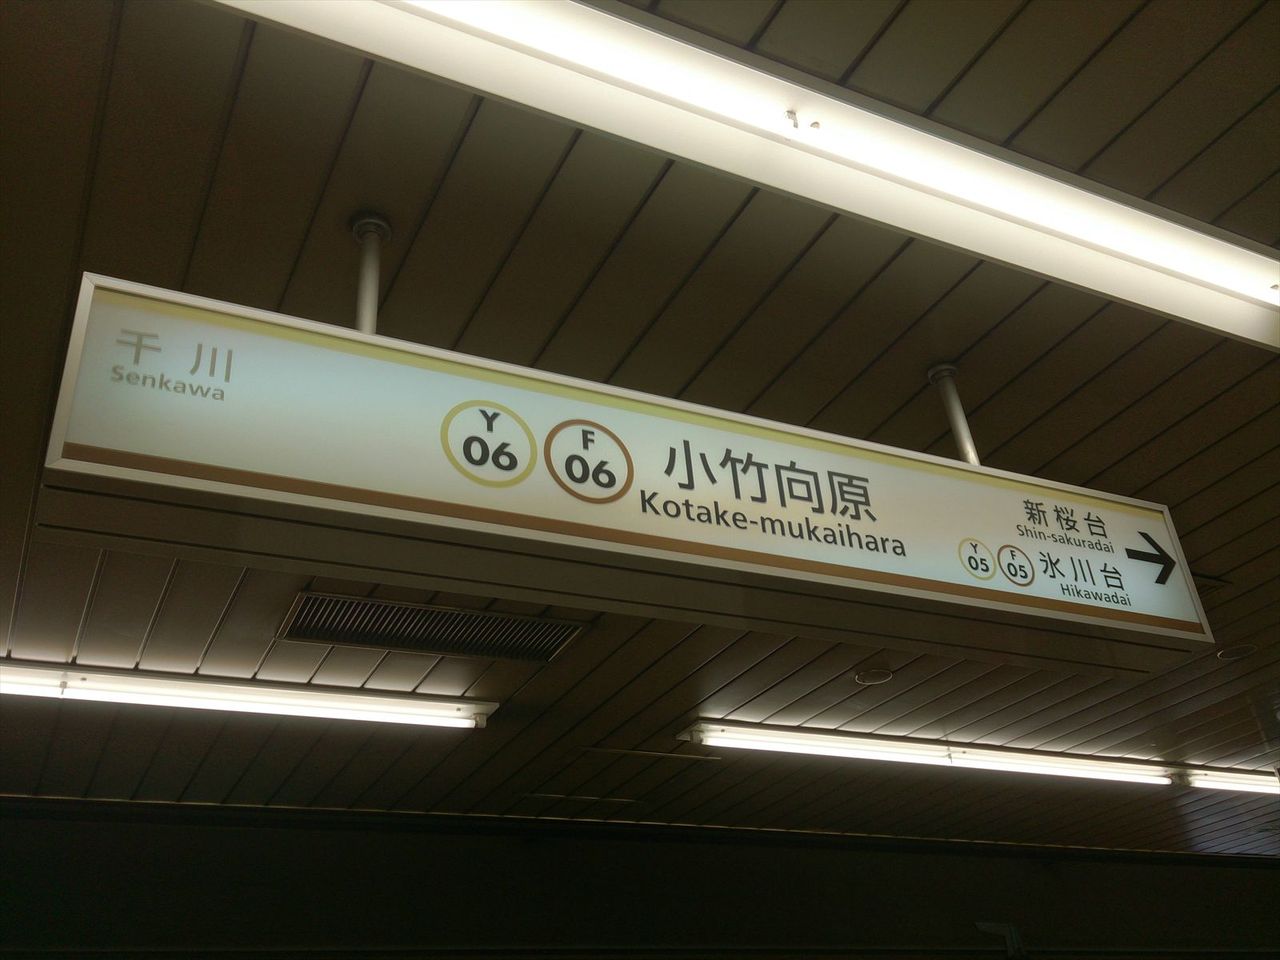 千川
Senkawa
Y
06
F
06
小竹向原
Kotake-mukaihara
新桜台
Shin-sakuradai
Y
05
F
05
氷川台
Hikawadai